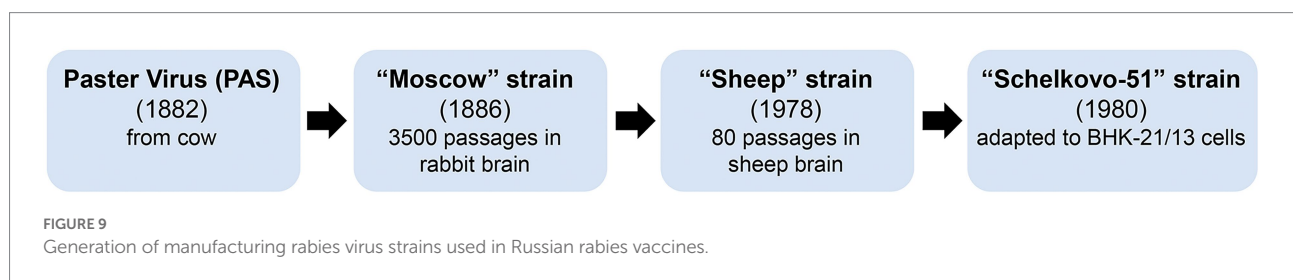 Paster Virus (PAS)
(1882)
from cow
“Moscow” strain
(1886)
3500 passages in
rabbit brain
“Sheep” strain
(1978)
80 passages in
sheep brain
“Schelkovo-51” strain
(1980)
adapted to BHK-21/13 cells
FIGURE 9
Generation of manufacturing rabies virus strains used in Russian rabies vaccines.